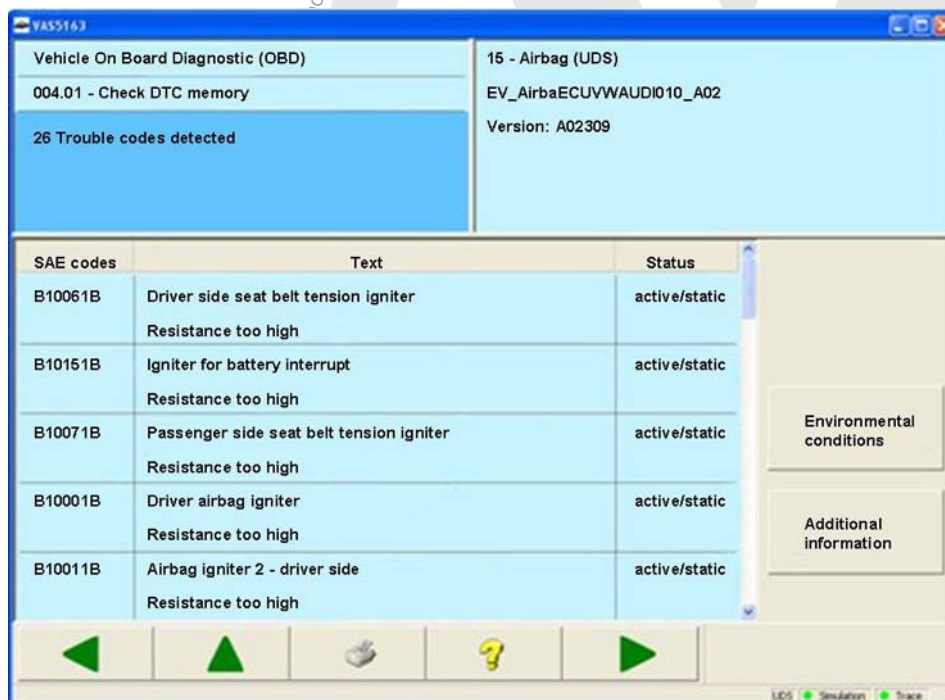 VAS5163
Vehicle On Board Diagnostic (OBD)
15 - Airbag (UDS)
004.01 - Check DTC memory
EV_AirbaECUVWAUDI010_A02
26 Trouble codes detected
Version: A02309
SAE codes Text Status
B10061B Driver side seat belt tension igniter active/static
Resistance too high
B10151B Igniter for battery interrupt active/static
Resistance too high
B10071B Passenger side seat belt tension igniter active/static
Resistance too high
B10001B Driver airbag igniter active/static
Resistance too high
B10011B Airbag igniter 2 - driver side active/static
Resistance too high
Environmental
conditions
Additional
information
UDS Simulation Trace